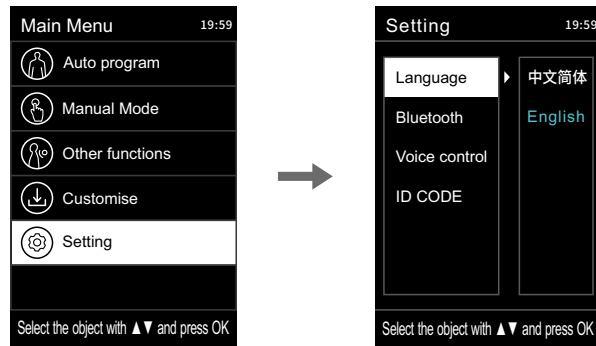 Main Menu 19:59
Auto program
Manual Mode
Other functions
Customise
Setting
Select the object with ▲▼ and press OK
Setting 19:59
Language
Bluetooth
Voice control
ID CODE
中文简体
English
Select the object with ▲▼ and press OK